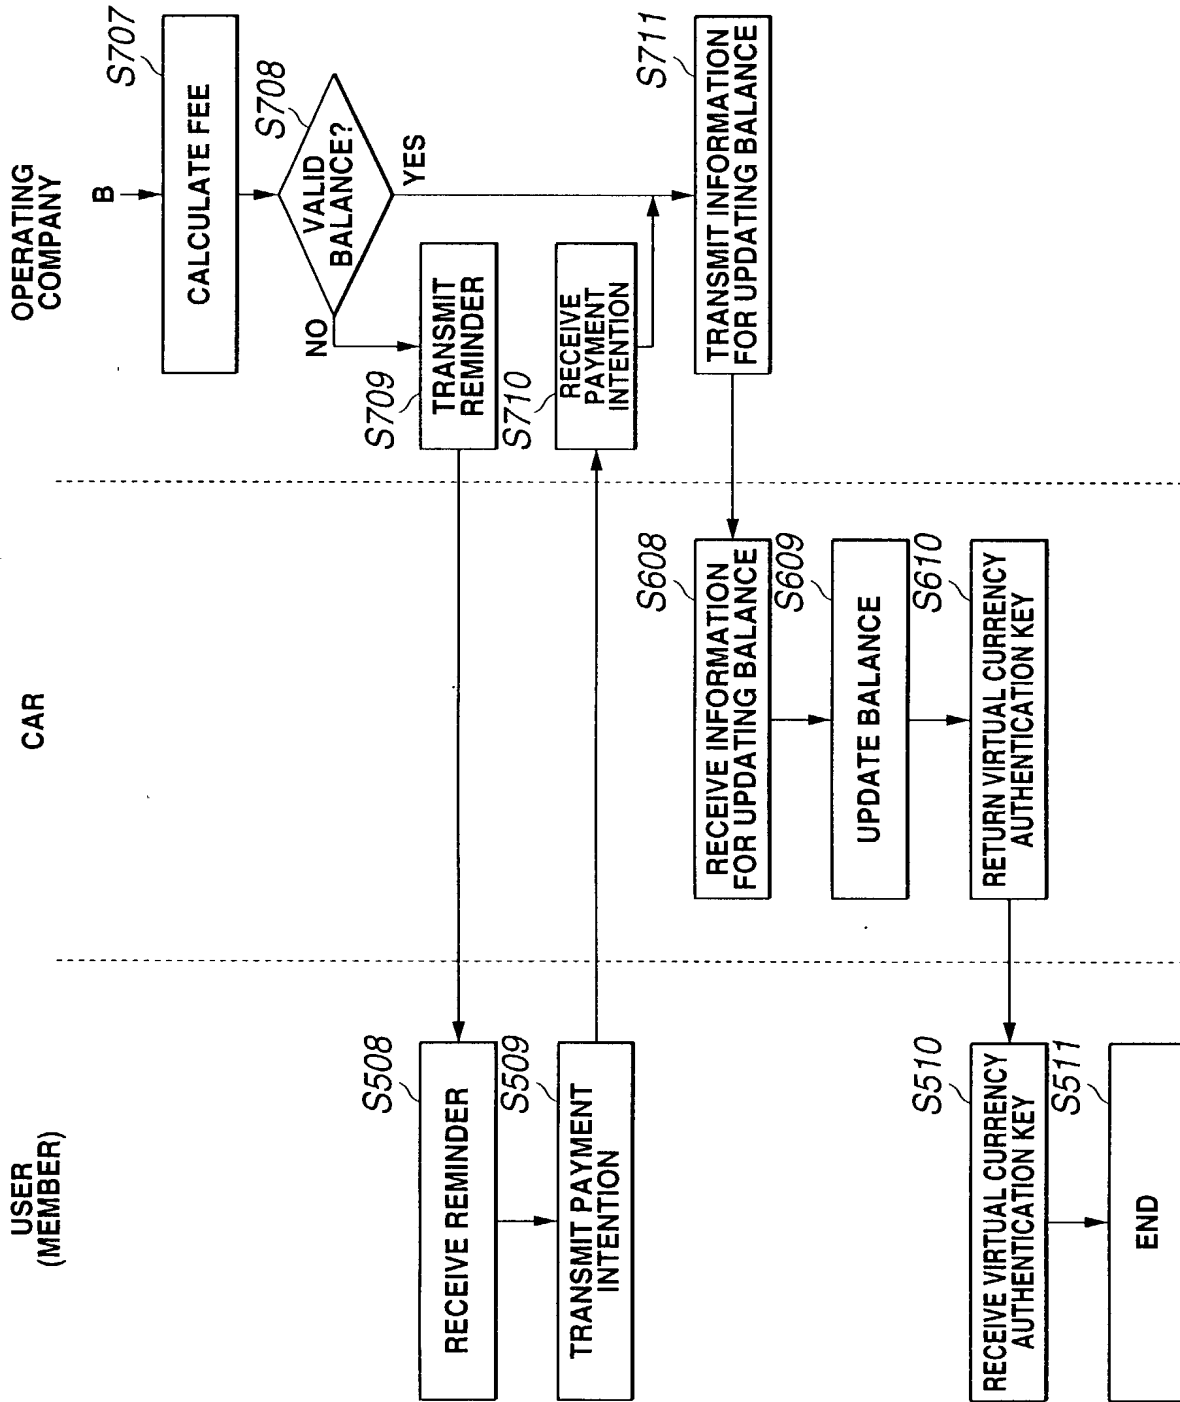 USER
(MEMBER)
CAR
OPERATING
COMPANY
B
S707
CALCULATE FEE
S708
VALID
BALANCE?
YES
NO
S709
TRANSMIT
REMINDER
S508
RECEIVE REMINDER
S509
TRANSMIT PAYMENT
INTENTION
S710
RECEIVE
PAYMENT
INTENTION
S711
TRANSMIT INFORMATION
FOR UPDATING BALANCE
S608
RECEIVE INFORMATION
FOR UPDATING BALANCE
S609
UPDATE BALANCE
S610
RETURN VIRTUAL CURRENCY
AUTHENTICATION KEY
S510
RECEIVE VIRTUAL CURRENCY
AUTHENTICATION KEY
S511
END